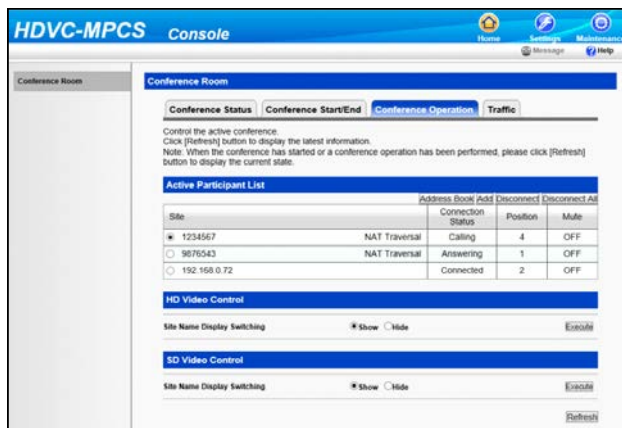 HDVC-MPCS Console
Home Settings Maintenance
Message Help
Conference Room
Conference Room
Conference Status Conference Start/End Conference Operation Traffic
Control the active conference.
Click [Refresh] button to display the latest information.
Note: When the conference has started or a conference operation has been performed, please click [Refresh]
button to display the current state.
Active Participant List
Address Book Add Disconnect Disconnect All
Site Connection Status Position Mute
1234567 NAT Traversal Calling 4 OFF
9876543 NAT Traversal Answering 1 OFF
192.168.0.72 Connected 2 OFF
HD Video Control
Site Name Display Switching Show Hide Execute
SD Video Control
Site Name Display Switching Show Hide Execute
Refresh